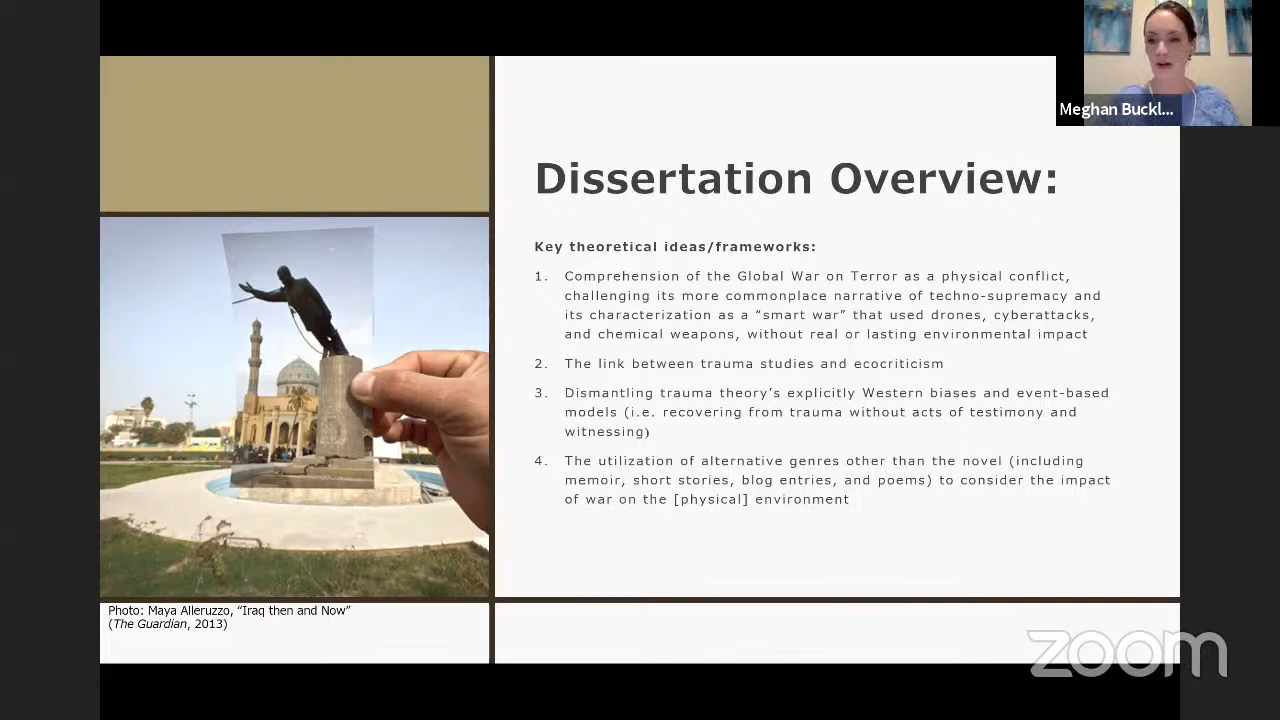 Meghan Buckl...
Dissertation Overview:
Key theoretical ideas/frameworks:
1. Comprehension of the Global War on Terror as a physical conflict,
challenging its more commonplace narrative of techno-supremacy and
its characterization as a “smart war” that used drones, cyberattacks,
and chemical weapons, without real or lasting environmental impact
2. The link between trauma studies and ecocriticism
3. Dismantling trauma theory’s explicitly Western biases and event-based
models (i.e. recovering from trauma without acts of testimony and
witnessing)
4. The utilization of alternative genres other than the novel (including
memoir, short stories, blog entries, and poems) to consider the impact
of war on the [physical] environment
Photo: Maya Alleruzzo, “Iraq then and Now”
(The Guardian, 2013)
zoom